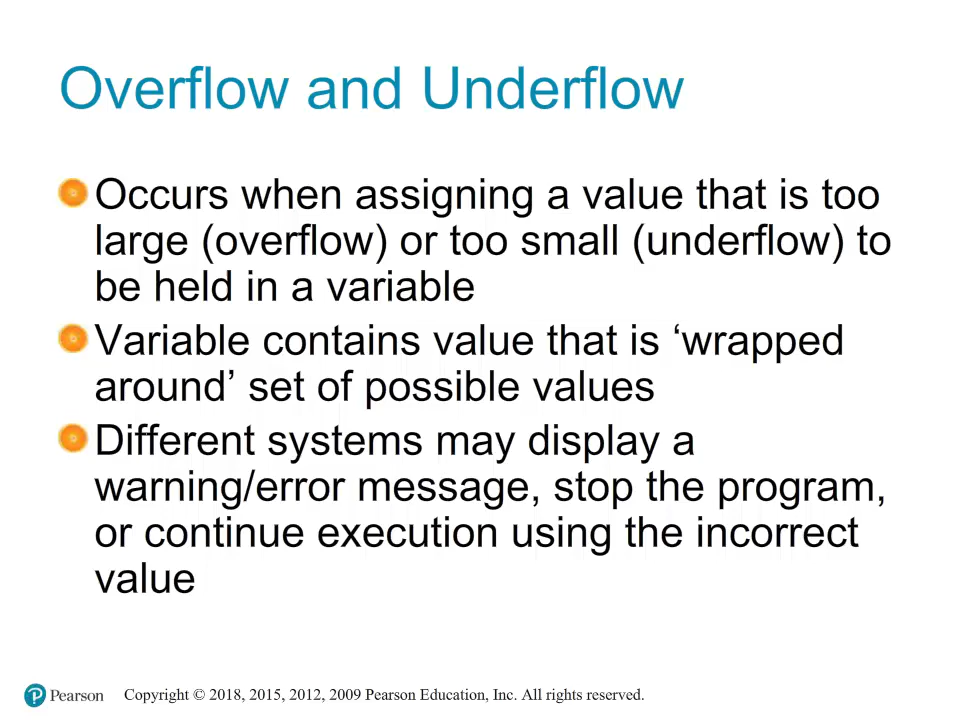 Overflow and Underflow
Occurs when assigning a value that is too
large (overflow) or too small (underflow) to
be held in a variable
Variable contains value that is ‘wrapped
around’ set of possible values
Different systems may display a
warning/error message, stop the program,
or continue execution using the incorrect
value
Pearson Copyright © 2018, 2015, 2012, 2009 Pearson Education, Inc. All rights reserved.